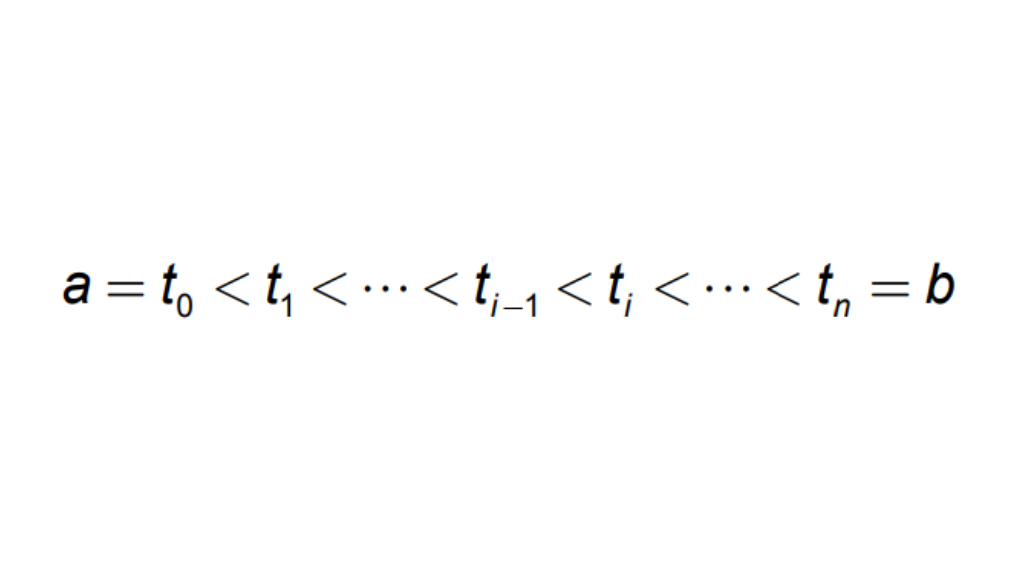 a = t₀ < t₁ < ⋯ < tᵢ₋₁ < tᵢ < ⋯ < tₙ = b